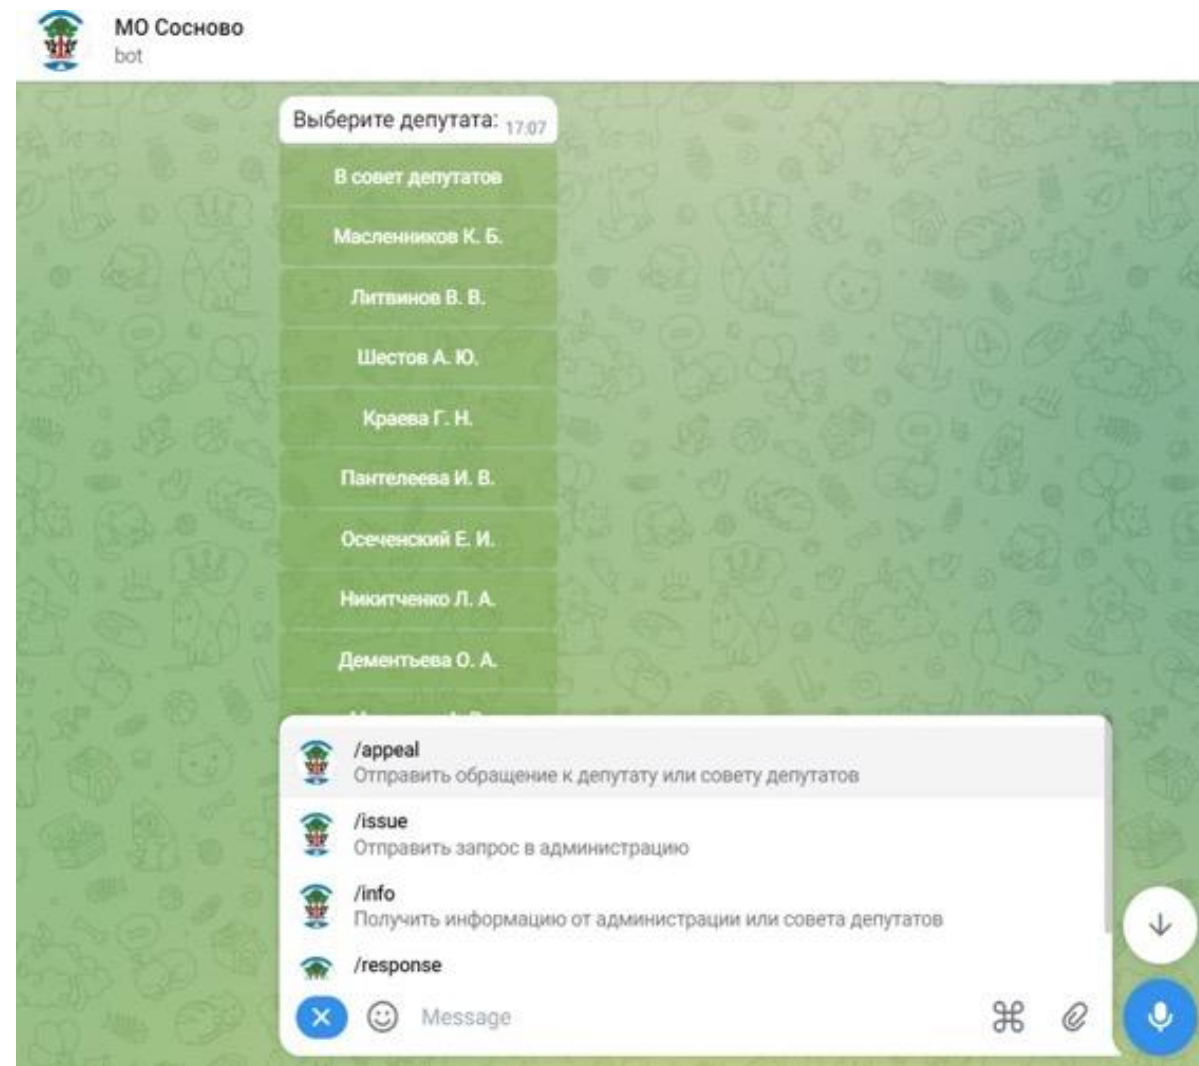 МО Сосново
bot
Выберите депутата: 17:07
В совет депутатов
Масленников К. Б.
Литвинов В. В.
Шестов А. Ю.
Краева Г. Н.
Пантелеева И. В.
Осеченский Е. И.
Никитченко Л. А.
Дементьева О. А.
/appeal
Отправить обращение к депутату или совету депутатов
/issue
Отправить запрос в администрацию
/info
Получить информацию от администрации или совета депутатов
/response
Message